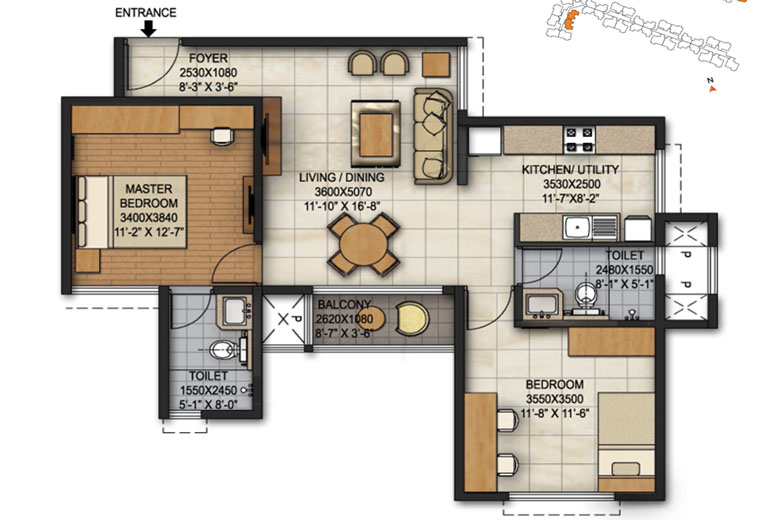 ENTRANCE
FOYER
2530X1080
8'-3" X 3'-6"
N
LIVING / DINING
3600X5070
11'-10" X 16'-8"
KITCHEN/ UTILITY
3530X2500
11'-7"X8'-2"
MASTER
BEDROOM
3400X3840
11'-2" X 12'-7"
TOILET
2480X1550
8'-1" X 5'-1"
P
P
BALCONY
2620X1080
8'-7" X 3'-6"
P
TOILET
1550X2450
5'-1" X 8'-0"
BEDROOM
3550X3500
11'-8" X 11'-6"